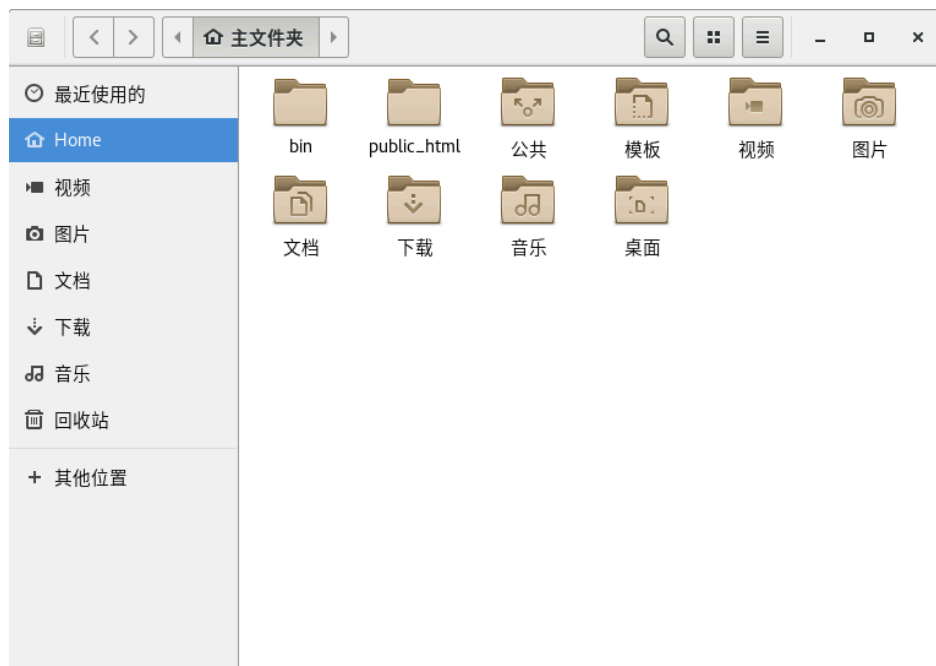 主文件夹
最近使用的
Home
视频
图片
文档
下载
音乐
回收站
其他位置
bin public_html 公共 模板 视频 图片
文档 下载 音乐 桌面